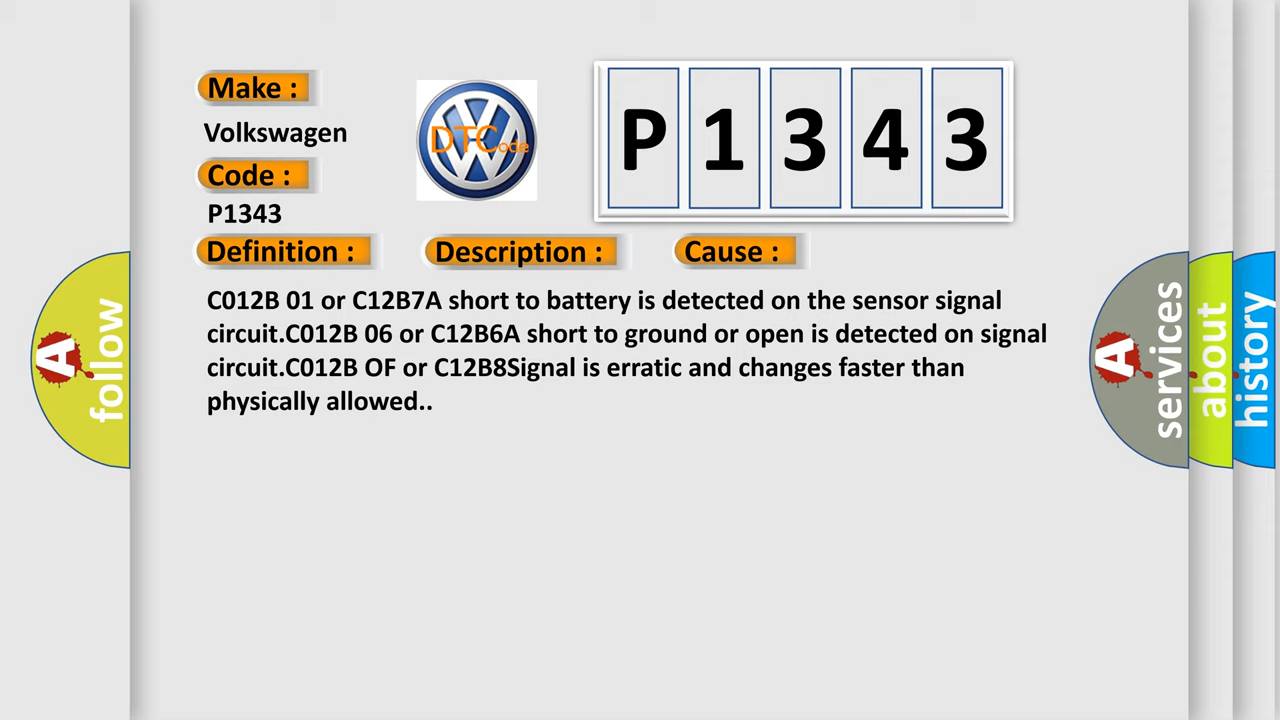 Make :
Volkswagen
Code :
P1343
DTCode
P 1 3 4 3
Definition :
Description :
Cause :
C012B 01 or C12B7A short to battery is detected on the sensor signal
circuit.C012B 06 or C12B6A short to ground or open is detected on signal
circuit.C012B OF or C12B8Signal is erratic and changes faster than
physically allowed..
A follow
A services
about
history